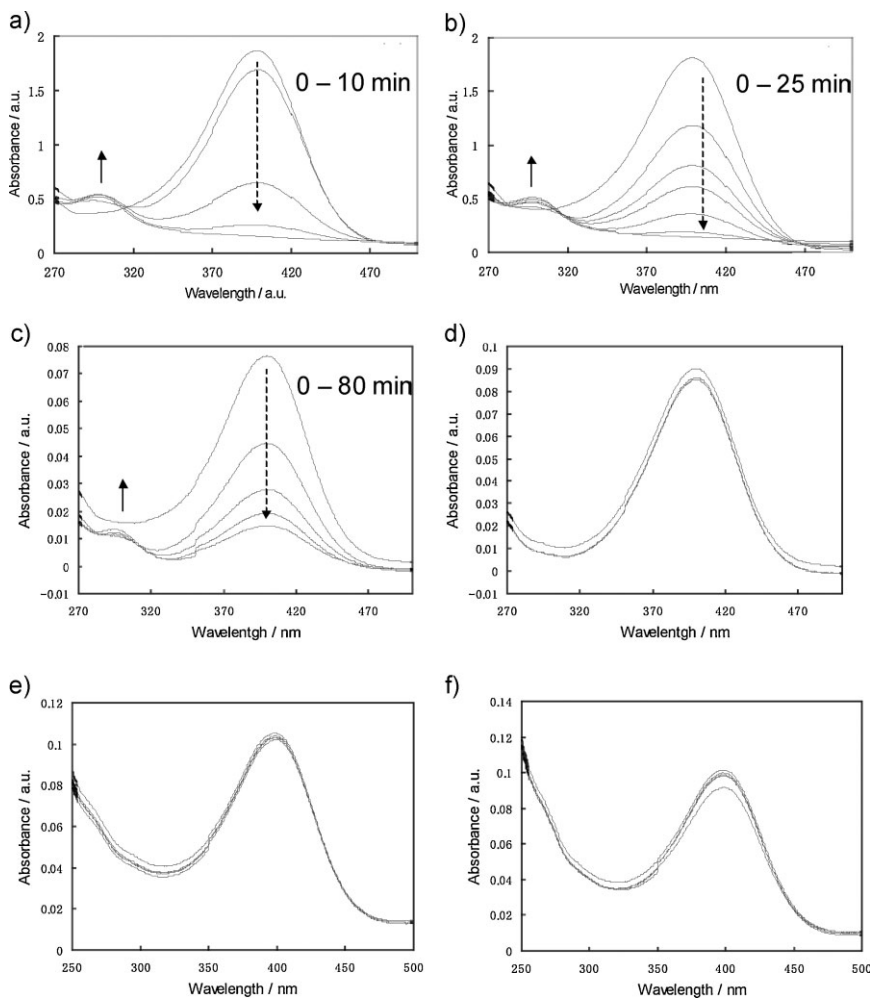 a)
2
1.5
1
0.5
0
Absorbance / a.u.
0 – 10 min
270 320 370 420 470
Wavelength / a.u.
b)
2
1.5
1
0.5
0
Absorbance / a.u.
0 – 25 min
270 320 370 420 470
Wavelength / nm
c)
0.08
0.07
0.06
0.05
0.04
0.03
0.02
0.01
0
−0.01
Absorbance / a.u.
0 – 80 min
270 320 370 420 470
Wavelentgh / nm
d)
0.1
0.09
0.08
0.07
0.06
0.05
0.04
0.03
0.02
0.01
0
−0.01
Absorbance / a.u.
270 320 370 420 470
Wavelentgh / nm
e)
0.12
0.1
0.08
0.06
0.04
0.02
0
Absorbance / a.u.
250 300 350 400 450 500
Wavelength / nm
f)
0.14
0.12
0.1
0.08
0.06
0.04
0.02
0
Absorbance / a.u.
250 300 350 400 450 500
Wavelength / nm